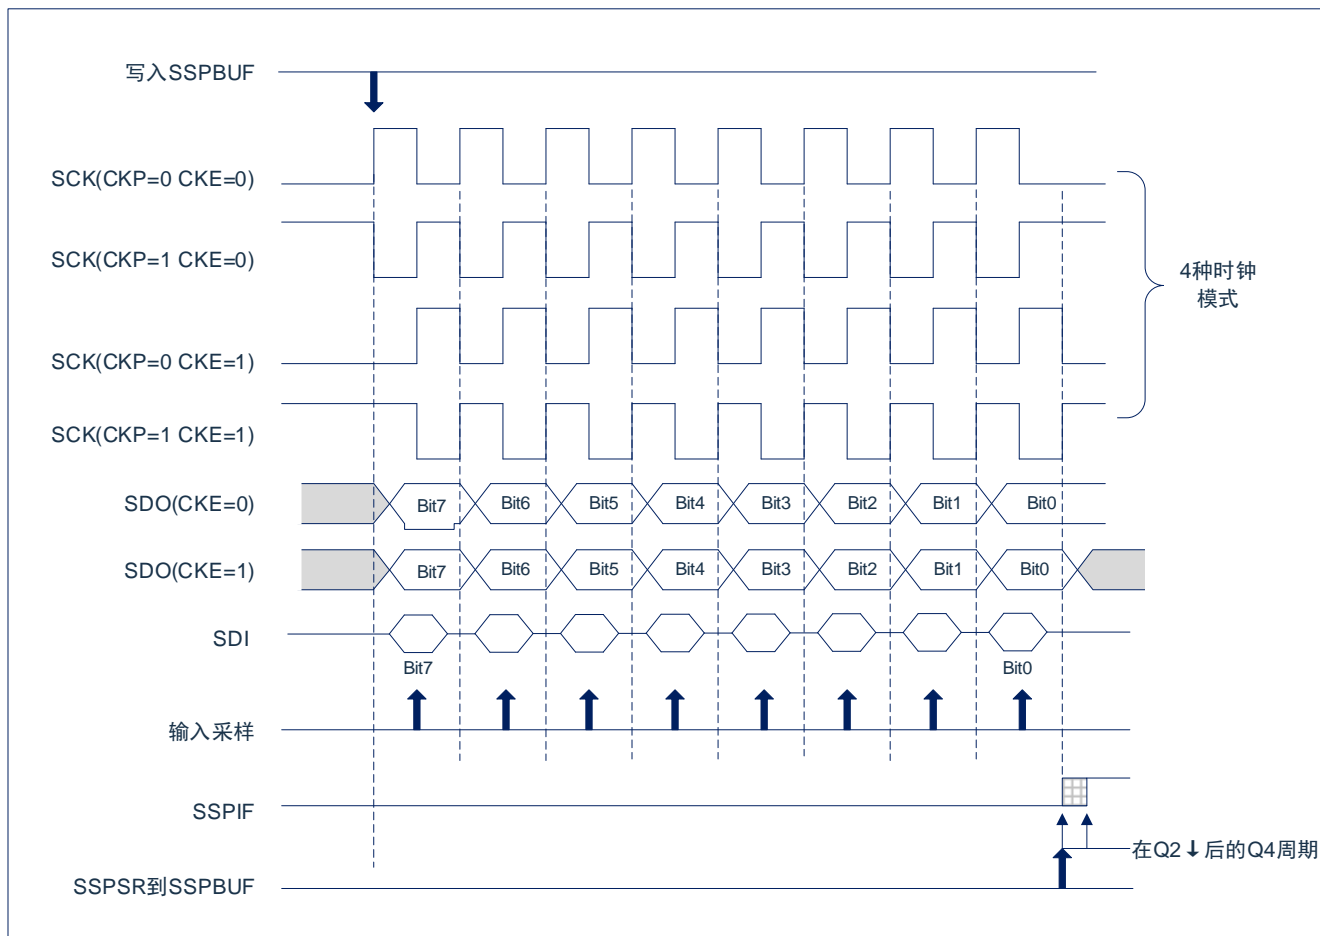 写入SSPBUF
SCK(CKP=0 CKE=0)
SCK(CKP=1 CKE=0)
4种时钟
模式
SCK(CKP=0 CKE=1)
SCK(CKP=1 CKE=1)
SDO(CKE=0) Bit7 Bit6 Bit5 Bit4 Bit3 Bit2 Bit1 Bit0
SDO(CKE=1) Bit7 Bit6 Bit5 Bit4 Bit3 Bit2 Bit1 Bit0
SDI
Bit7 Bit0
输入采样
SSPIF
在Q2↓后的Q4周期
SSPSR到SSPBUF